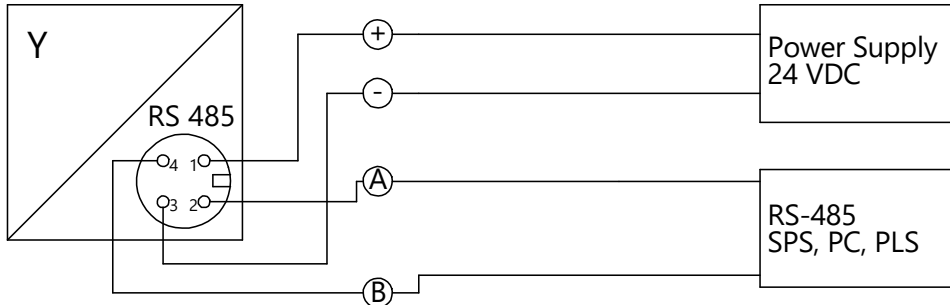 Y
+
Power Supply
24 VDC
-
RS 485
4 1
3 2
A
RS-485
SPS, PC, PLS
B